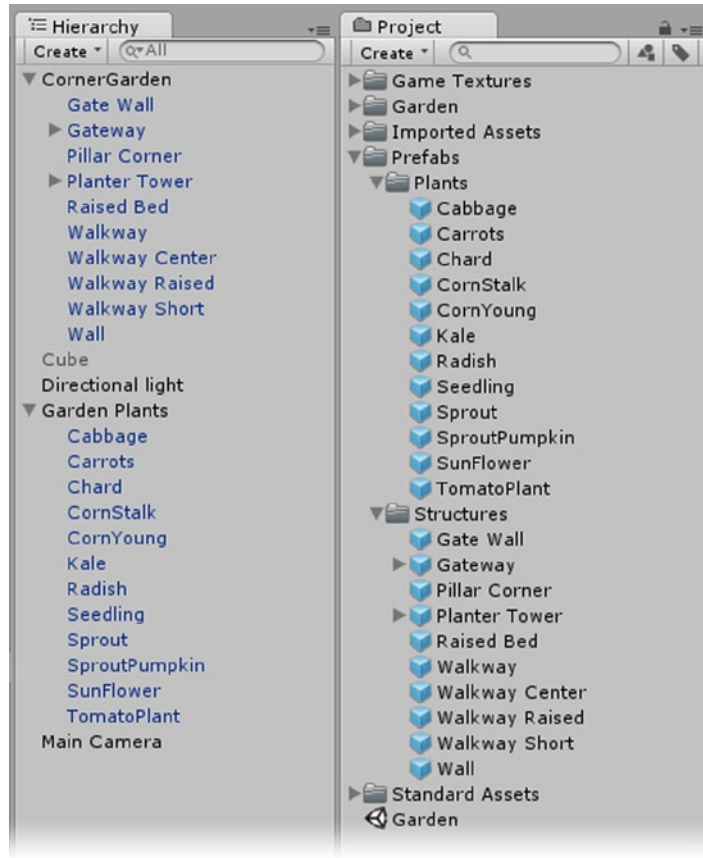 Hierarchy
Create
All
CornerGarden
Gate Wall
Gateway
Pillar Corner
Planter Tower
Raised Bed
Walkway
Walkway Center
Walkway Raised
Walkway Short
Wall
Cube
Directional light
Garden Plants
Cabbage
Carrots
Chard
CornStalk
CornYoung
Kale
Radish
Seedling
Sprout
SproutPumpkin
SunFlower
TomatoPlant
Main Camera
Project
Create
Game Textures
Garden
Imported Assets
Prefabs
Plants
Cabbage
Carrots
Chard
CornStalk
CornYoung
Kale
Radish
Seedling
Sprout
SproutPumpkin
SunFlower
TomatoPlant
Structures
Gate Wall
Gateway
Pillar Corner
Planter Tower
Raised Bed
Walkway
Walkway Center
Walkway Raised
Walkway Short
Wall
Standard Assets
Garden